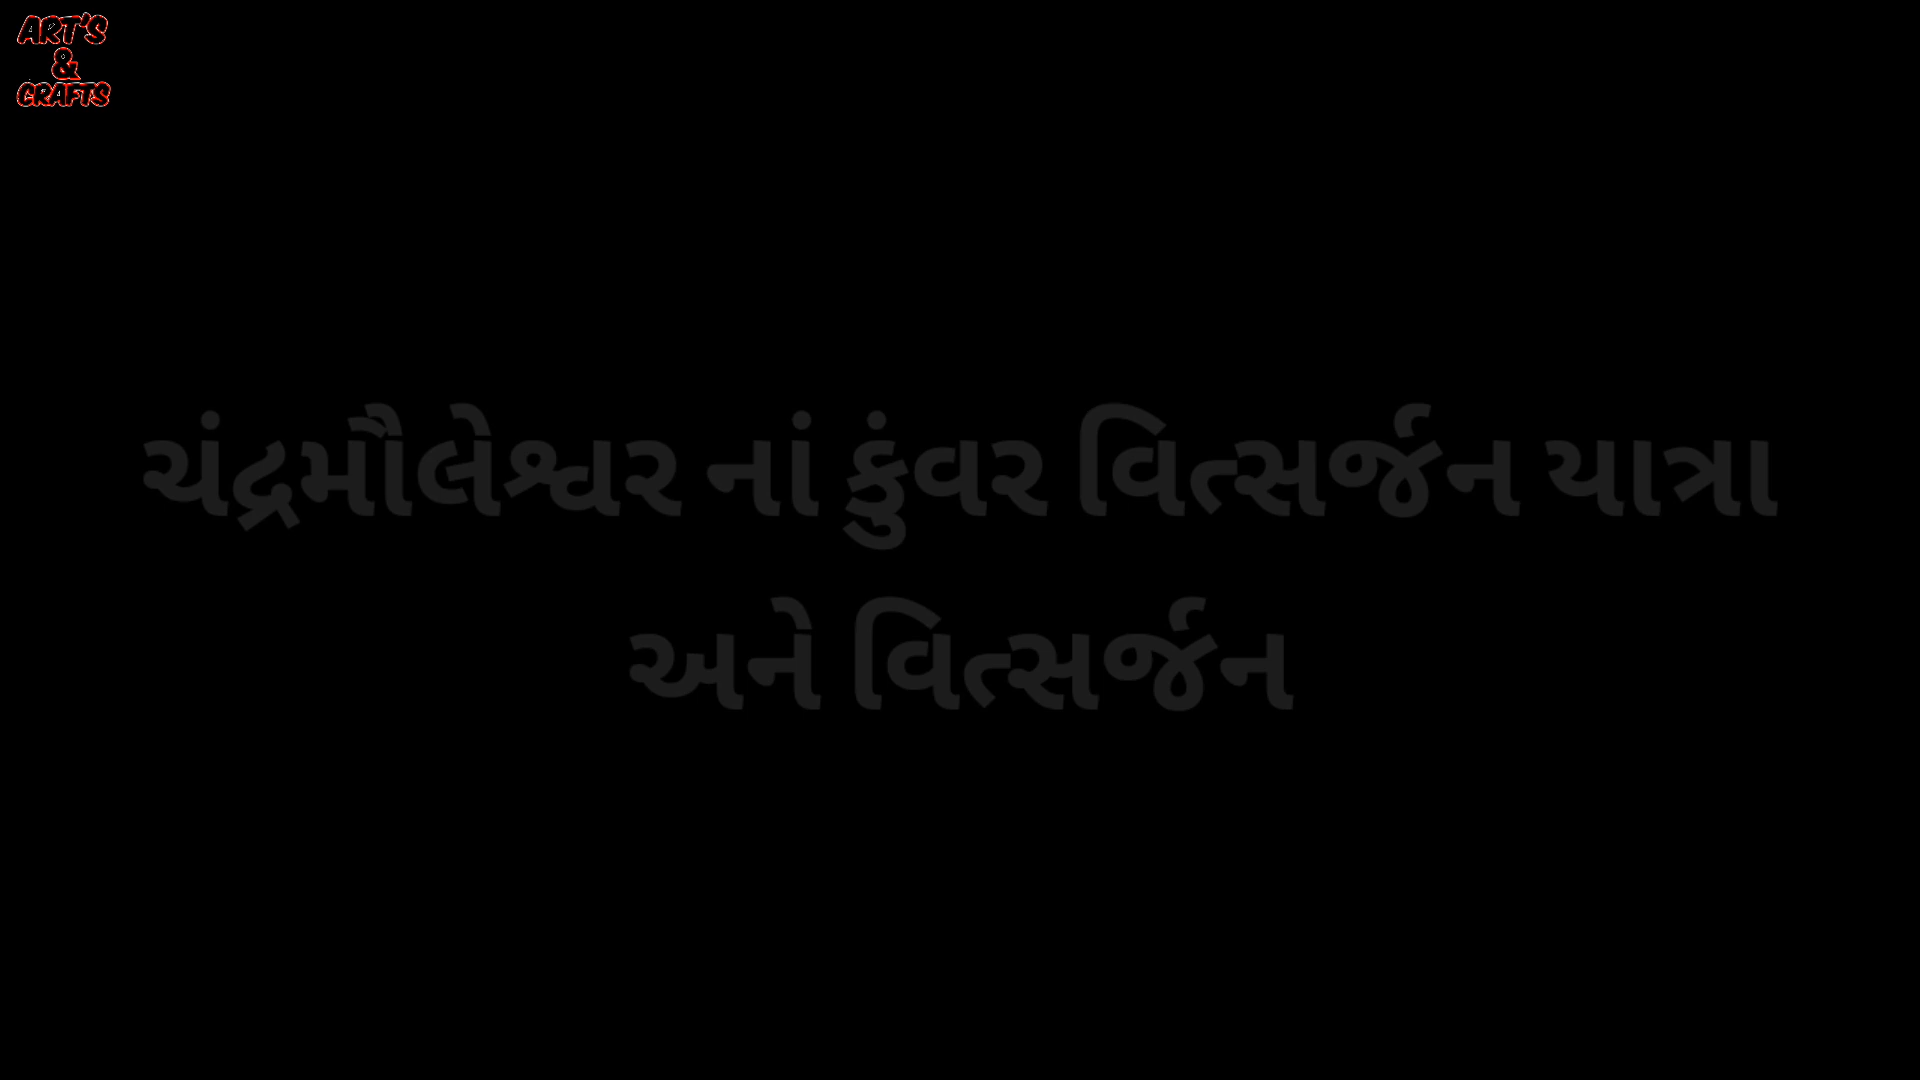 ART'S
&
CRAFTS
ચંદ્રમૌલેશ્વર નાં કુંવર વિત્સર્જન યાત્રા
અને વિત્સર્જન